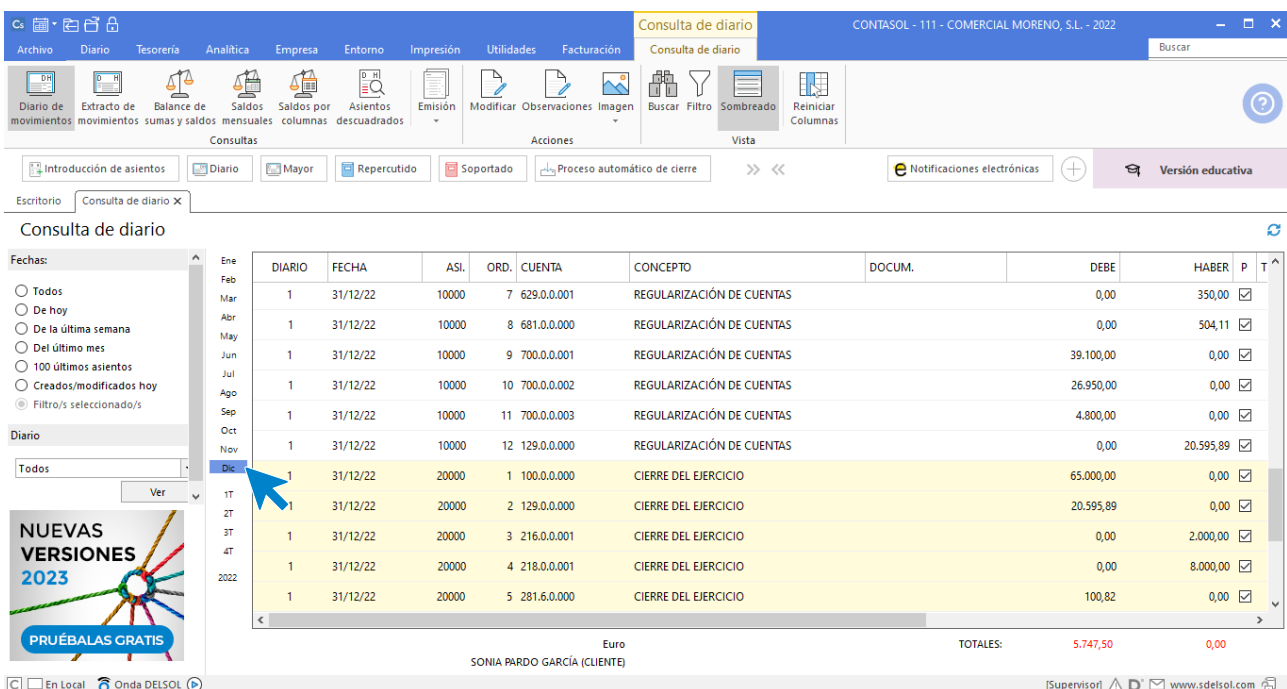 Cs
Consulta de diario
CONTASOL - 111 - COMERCIAL MORENO, S.L. - 2022
Archivo Diario Tesorería Analítica Empresa Entorno Impresión Utilidades Facturación Consulta de diario Buscar
Diario de movimientos
Extracto de movimientos
Balance de sumas y saldos
Saldos mensuales
Saldos por columnas
Asientos descuadrados
Emisión
Modificar
Observaciones
Imagen
Buscar
Filtro
Sombreado
Reiniciar Columnas
Consultas Acciones Vista
Introducción de asientos Diario Mayor Repercutido Soportado Proceso automático de cierre Notificaciones electrónicas Versión educativa
Escritorio Consulta de diario
Consulta de diario
Fechas:
Todos
De hoy
De la última semana
Del último mes
100 últimos asientos
Creados/modificados hoy
Filtro/s seleccionado/s
Diario
Todos
Ver
NUEVAS
VERSIONES
2023
PRUÉBALAS GRATIS
Ene
Feb
Mar
Abr
May
Jun
Jul
Ago
Sep
Oct
Nov
Dic
1T
2T
3T
4T
2022
DIARIO FECHA ASI. ORD. CUENTA CONCEPTO DOCUM. DEBE HABER P T
1 31/12/22 10000 7 629.0.0.001 REGULARIZACIÓN DE CUENTAS 0,00 350,00
1 31/12/22 10000 8 681.0.0.000 REGULARIZACIÓN DE CUENTAS 0,00 504,11
1 31/12/22 10000 9 700.0.0.001 REGULARIZACIÓN DE CUENTAS 39.100,00 0,00
1 31/12/22 10000 10 700.0.0.002 REGULARIZACIÓN DE CUENTAS 26.950,00 0,00
1 31/12/22 10000 11 700.0.0.003 REGULARIZACIÓN DE CUENTAS 4.800,00 0,00
1 31/12/22 10000 12 129.0.0.000 REGULARIZACIÓN DE CUENTAS 0,00 20.595,89
1 31/12/22 20000 1 100.0.0.000 CIERRE DEL EJERCICIO 65.000,00 0,00
1 31/12/22 20000 2 129.0.0.000 CIERRE DEL EJERCICIO 20.595,89 0,00
1 31/12/22 20000 3 216.0.0.001 CIERRE DEL EJERCICIO 0,00 2.000,00
1 31/12/22 20000 4 218.0.0.001 CIERRE DEL EJERCICIO 0,00 8.000,00
1 31/12/22 20000 5 281.6.0.000 CIERRE DEL EJERCICIO 100,82 0,00
Euro TOTALES: 5.747,50 0,00
SONIA PARDO GARCÍA (CLIENTE)
C En Local Onda DELSOL [Supervisor] D www.sdelsol.com